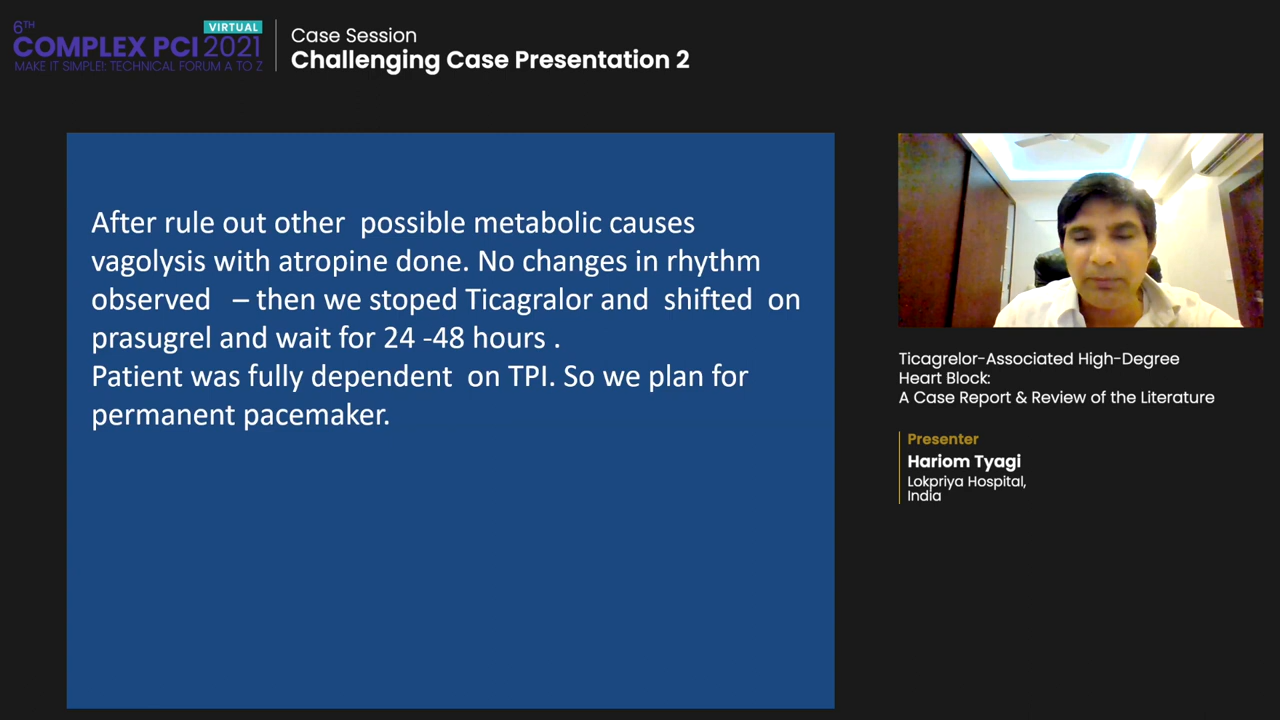 6TH
VIRTUAL
COMPLEX PCI 2021
MAKE IT SIMPLE!: TECHNICAL FORUM A TO Z
Case Session
Challenging Case Presentation 2
After rule out other possible metabolic causes
vagolysis with atropine done. No changes in rhythm
observed – then we stoped Ticagralor and shifted on
prasugrel and wait for 24 -48 hours .
Patient was fully dependent on TPI. So we plan for
permanent pacemaker.
Ticagrelor-Associated High-Degree
Heart Block:
A Case Report & Review of the Literature
Presenter
Hariom Tyagi
Lokpriya Hospital,
India